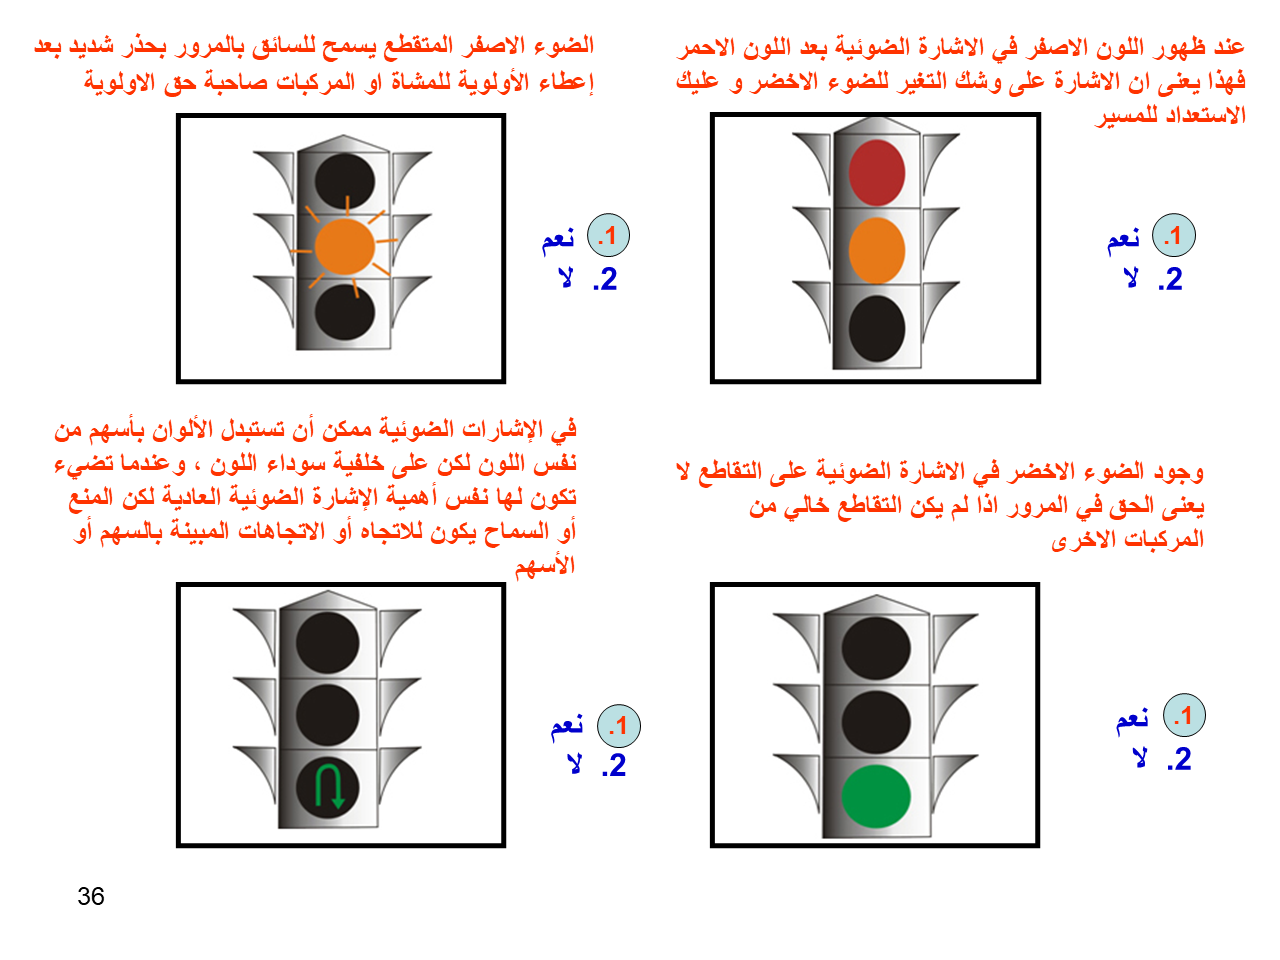 عند ظهور اللون الاصفر في الاشارة الضوئية بعد اللون الاحمر
فهذا يعنى ان الاشارة على وشك التغير للضوء الاخضر و عليك
الاستعداد للمسير
1. نعم
2. لا
الضوء الاصفر المتقطع يسمح للسائق بالمرور بحذر شديد بعد
إعطاء الأولوية للمشاة او المركبات صاحبة حق الاولوية
1. نعم
2. لا
وجود الضوء الاخضر في الاشارة الضوئية على التقاطع لا
يعنى الحق في المرور اذا لم يكن التقاطع خالي من
المركبات الاخرى
1. نعم
2. لا
في الإشارات الضوئية ممكن أن تستبدل الألوان بأسهم من
نفس اللون لكن على خلفية سوداء اللون ، وعندما تضيء
تكون لها نفس أهمية الإشارة الضوئية العادية لكن المنع
أو السماح يكون للاتجاه أو الاتجاهات المبينة بالسهم أو
الأسهم
1. نعم
2. لا
36